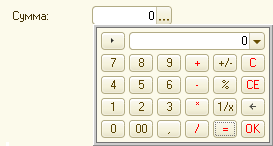 Сумма: 0 ...
0
7 8 9 + +/- C
4 5 6 - % CE
1 2 3 * 1/x ←
0 00 , / = OK